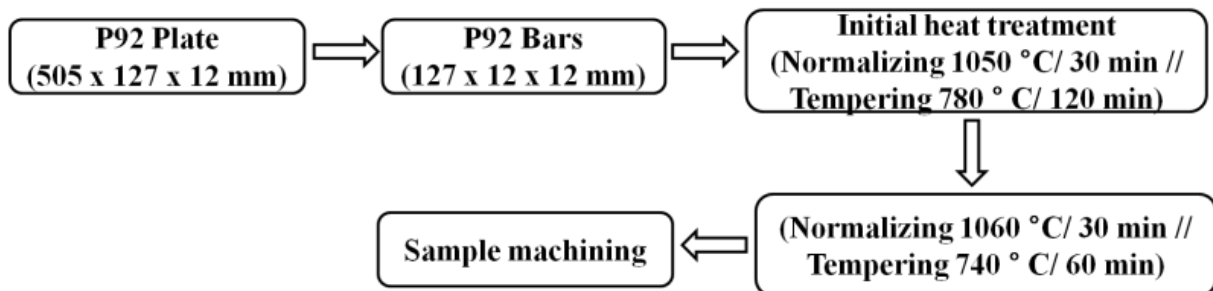 P92 Plate
(505 x 127 x 12 mm)
P92 Bars
(127 x 12 x 12 mm)
Initial heat treatment
(Normalizing 1050 °C/ 30 min //
Tempering 780 ° C/ 120 min)
(Normalizing 1060 °C/ 30 min //
Tempering 740 ° C/ 60 min)
Sample machining